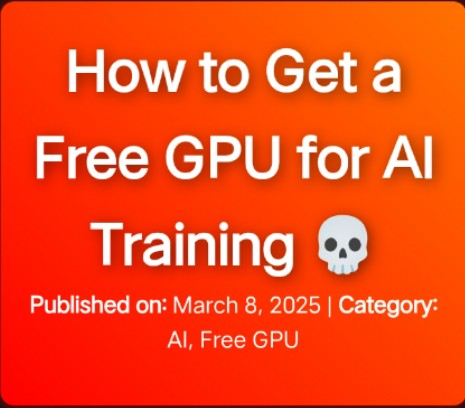 How to Get a
Free GPU for AI
Training 💀
Published on: March 8, 2025 | Category:
AI, Free GPU